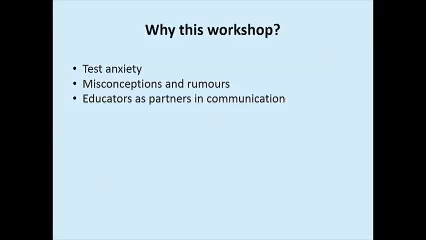 Why this workshop?
• Test anxiety
• Misconceptions and rumours
• Educators as partners in communication